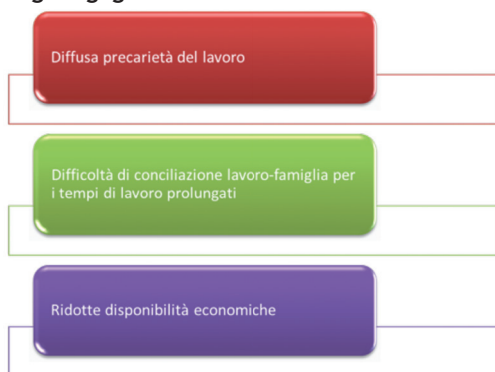 Diffusa precarietà del lavoro
Difficoltà di conciliazione lavoro-famiglia per
i tempi di lavoro prolungati
Ridotte disponibilità economiche